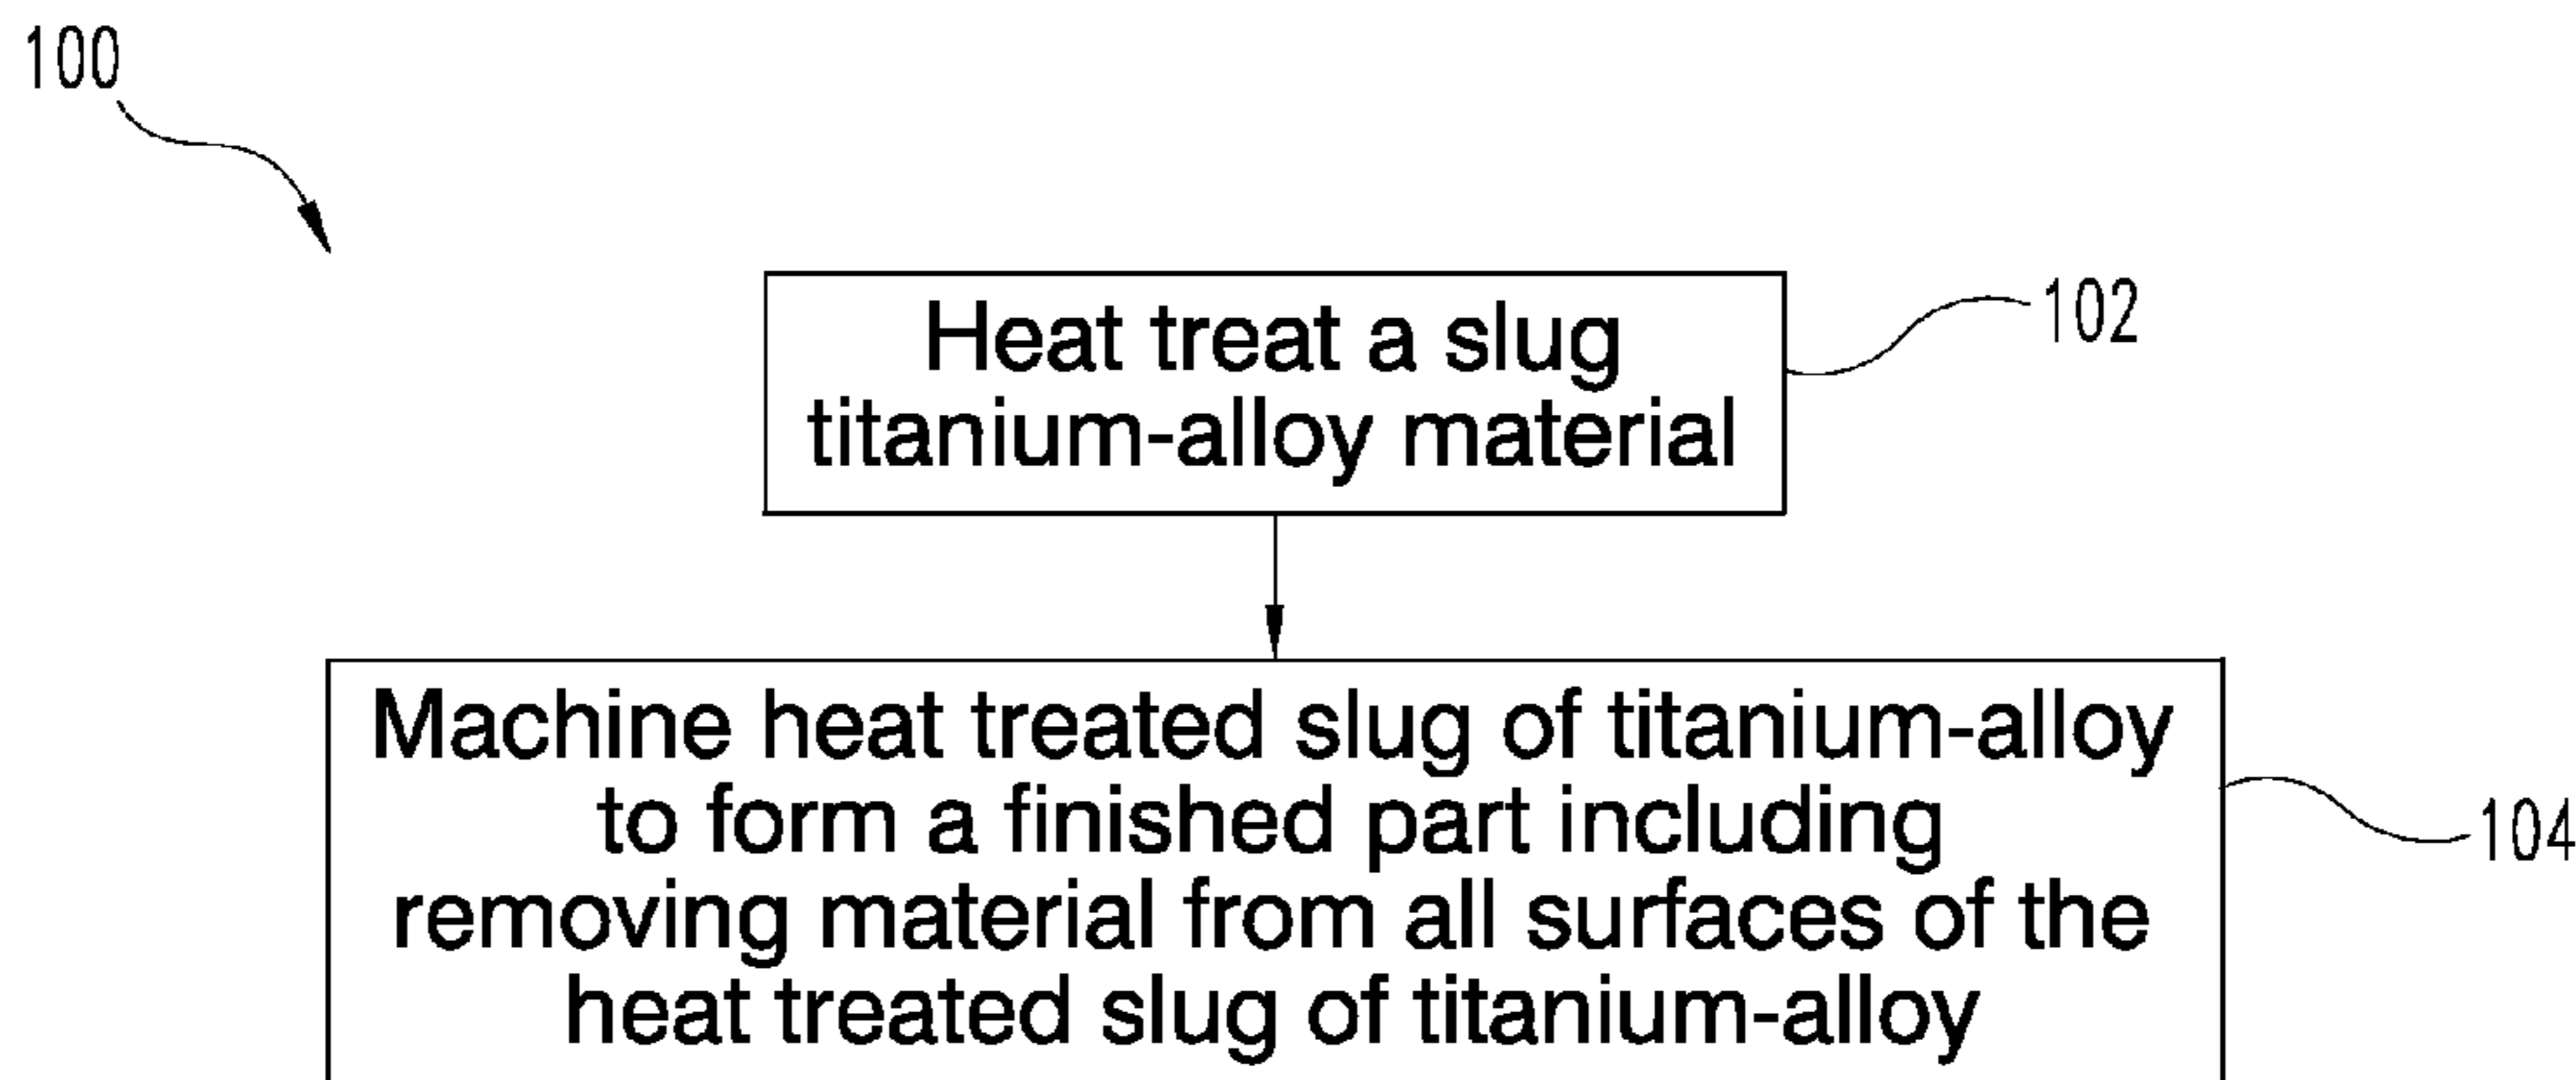 100
Heat treat a slug
titanium-alloy material
102
Machine heat treated slug of titanium-alloy
to form a finished part including
removing material from all surfaces of the
heat treated slug of titanium-alloy
104